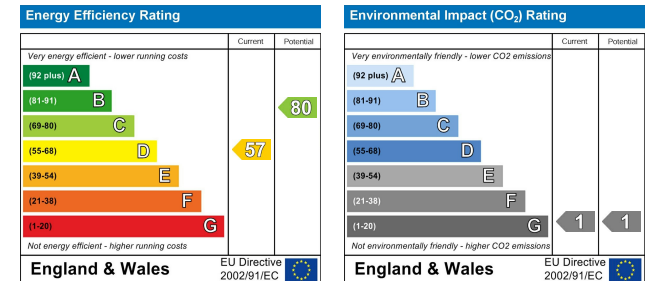 Energy Efficiency Rating
Current Potential
Very energy efficient - lower running costs
(92 plus) A
(81-91) B
80
(69-80) C
(55-68) D
57
(39-54) E
(21-38) F
(1-20) G
Not energy efficient - higher running costs
England & Wales
EU Directive
2002/91/EC
Environmental Impact (CO₂) Rating
Current Potential
Very environmentally friendly - lower CO2 emissions
(92 plus) A
(81-91) B
(69-80) C
(55-68) D
(39-54) E
(21-38) F
(1-20) G
1 1
Not environmentally friendly - higher CO2 emissions
England & Wales
EU Directive
2002/91/EC